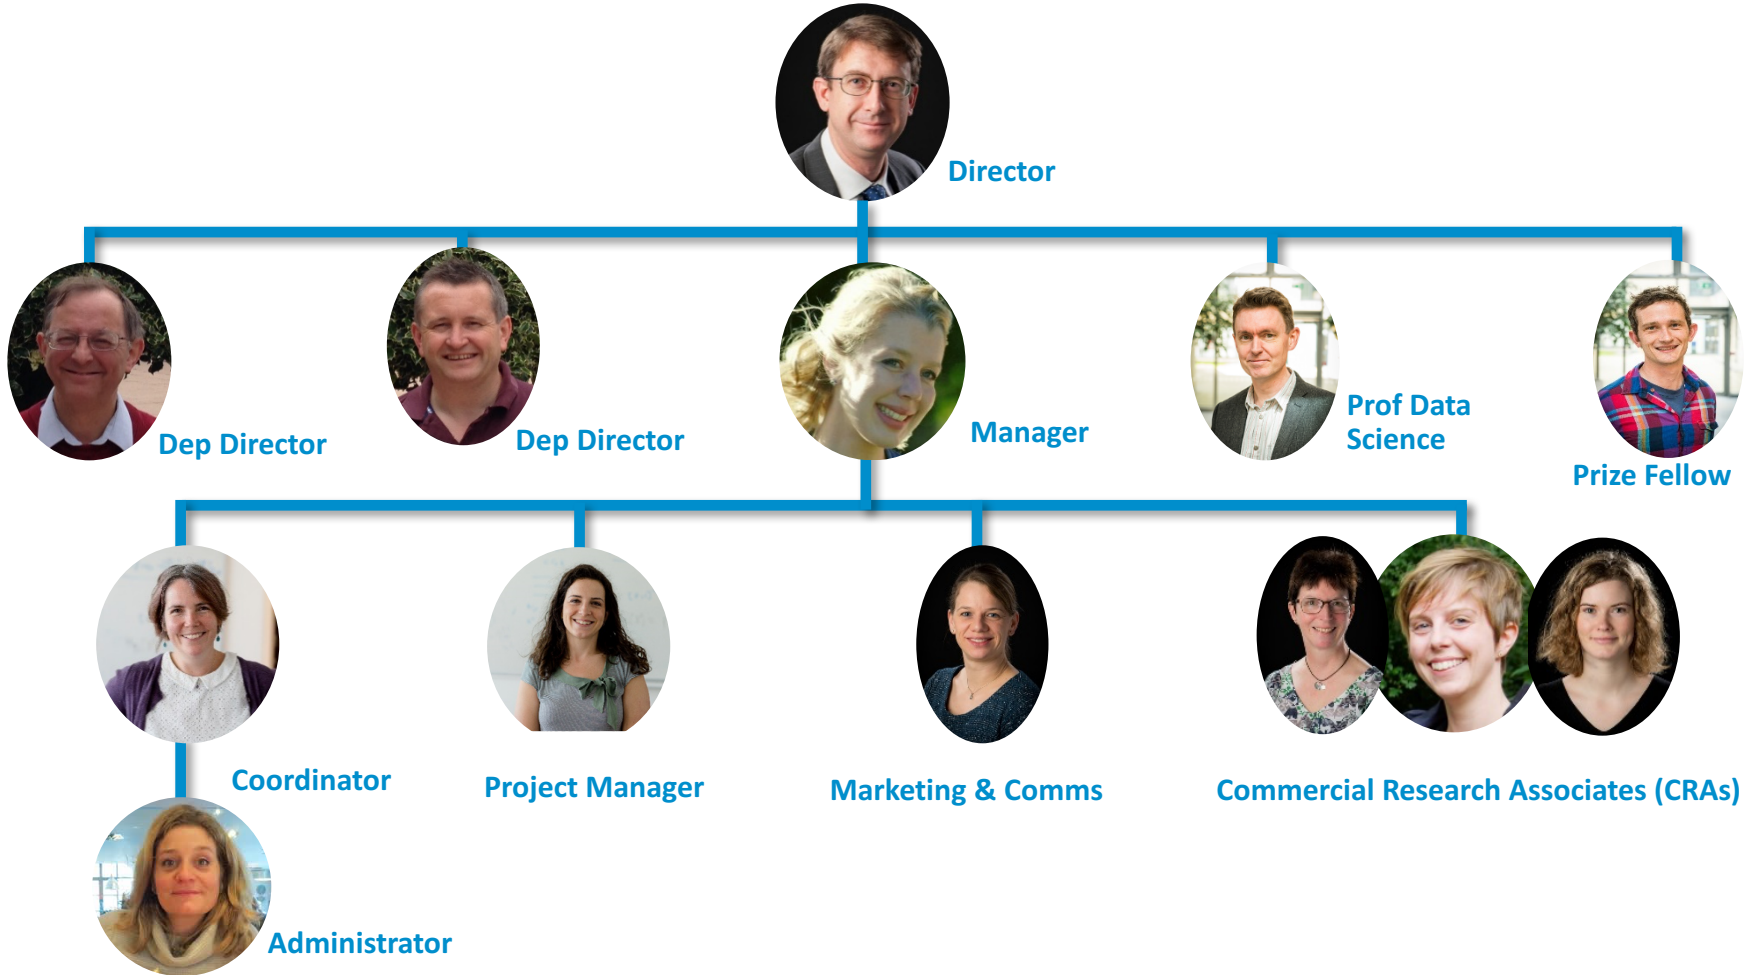 Director
Dep Director
Dep Director
Manager
Prof Data
Science
Prize Fellow
Coordinator
Project Manager
Marketing & Comms
Commercial Research Associates (CRAs)
Administrator